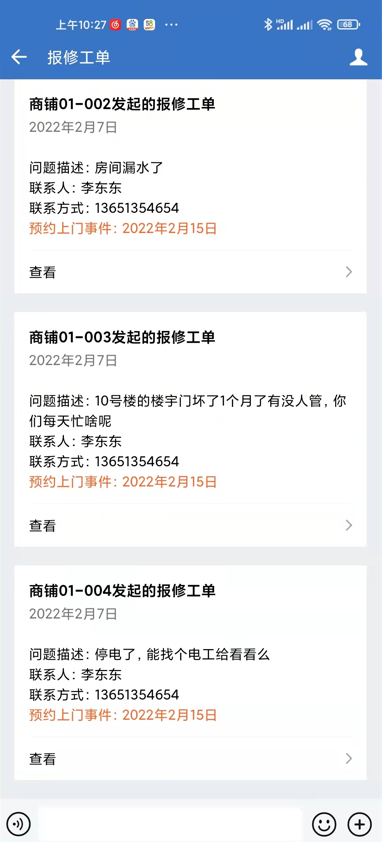 上午10:27
HD
68
报修工单
商铺01-002发起的报修工单
2022年2月7日
问题描述: 房间漏水了
联系人: 李东东
联系方式: 13651354654
预约上门事件: 2022年2月15日
查看
商铺01-003发起的报修工单
2022年2月7日
问题描述: 10号楼的楼宇门坏了1个月了有没人管, 你
们每天忙啥呢
联系人: 李东东
联系方式: 13651354654
预约上门事件: 2022年2月15日
查看
商铺01-004发起的报修工单
2022年2月7日
问题描述: 停电了, 能找个电工给看看么
联系人: 李东东
联系方式: 13651354654
预约上门事件: 2022年2月15日
查看